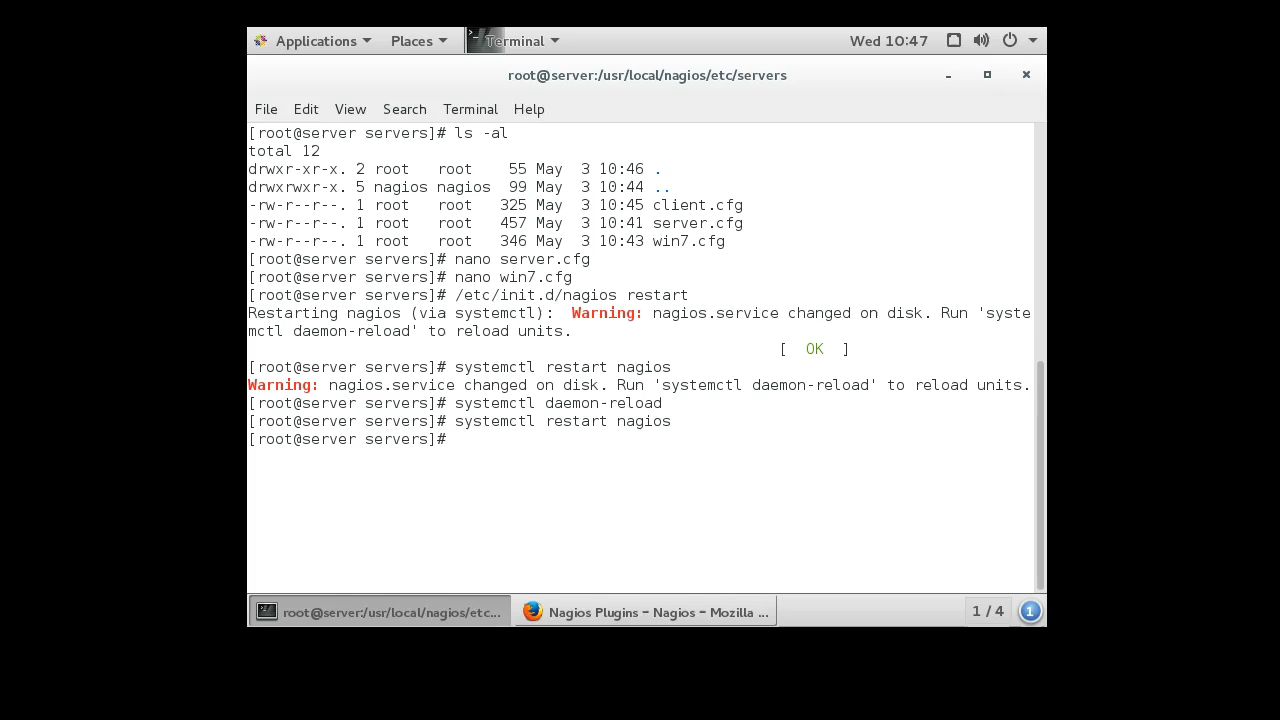 Applications Places Terminal Wed 10:47
root@server:/usr/local/nagios/etc/servers
File Edit View Search Terminal Help
[root@server servers]# ls -al
total 12
drwxr-xr-x. 2 root   root    55 May  3 10:46 .
drwxrwxr-x. 5 nagios nagios  99 May  3 10:44 ..
-rw-r--r--. 1 root   root   325 May  3 10:45 client.cfg
-rw-r--r--. 1 root   root   457 May  3 10:41 server.cfg
-rw-r--r--. 1 root   root   346 May  3 10:43 win7.cfg
[root@server servers]# nano server.cfg
[root@server servers]# nano win7.cfg
[root@server servers]# /etc/init.d/nagios restart
Restarting nagios (via systemctl):  Warning: nagios.service changed on disk. Run 'syste
mctl daemon-reload' to reload units.
[  OK  ]
[root@server servers]# systemctl restart nagios
Warning: nagios.service changed on disk. Run 'systemctl daemon-reload' to reload units.
[root@server servers]# systemctl daemon-reload
[root@server servers]# systemctl restart nagios
[root@server servers]#
root@server:/usr/local/nagios/etc... Nagios Plugins - Nagios - Mozilla ... 1 / 4 1